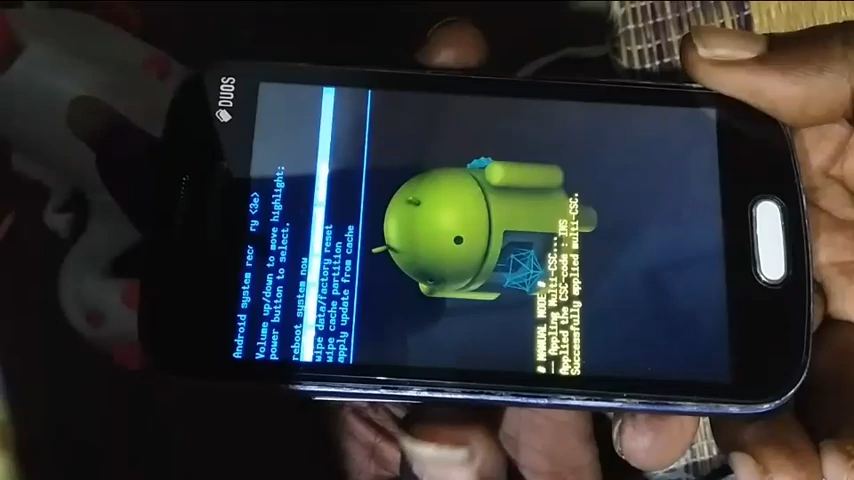 DUOS
Android system recovery <3e>
Volume up/down to move highlight;
power button to select.
reboot system now
wipe data/factory reset
wipe cache partition
apply update from cache
# MANUAL MODE #
-- Appling Multi-CSC...
Applied the CSC-code : INS
Successfully applied multi-CSC.